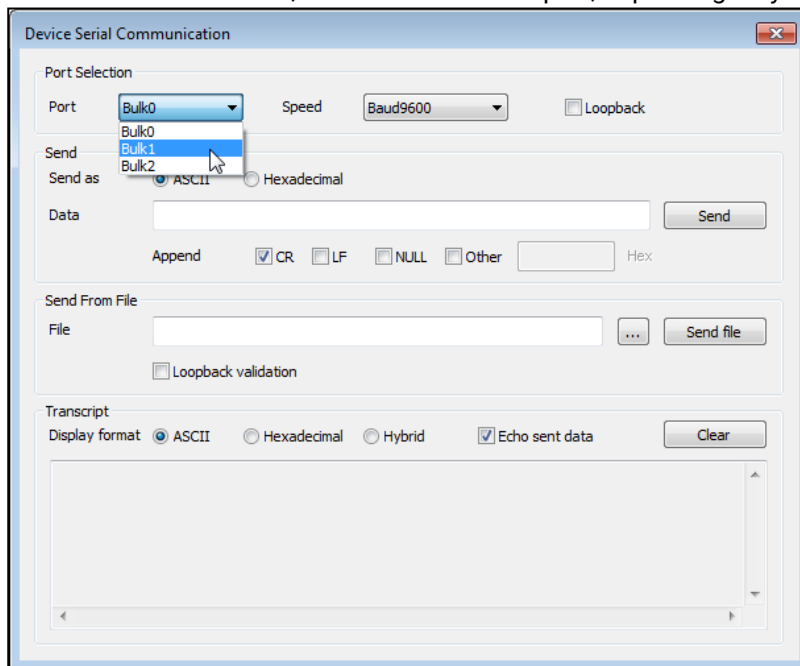 Device Serial Communication
Port Selection
Port Bulk0 Speed Baud9600 Loopback
Bulk0
Bulk1
Bulk2
Send
Send as ASCII Hexadecimal
Data Send
Append CR LF NULL Other Hex
Send From File
File ... Send file
Loopback validation
Transcript
Display format ASCII Hexadecimal Hybrid Echo sent data Clear